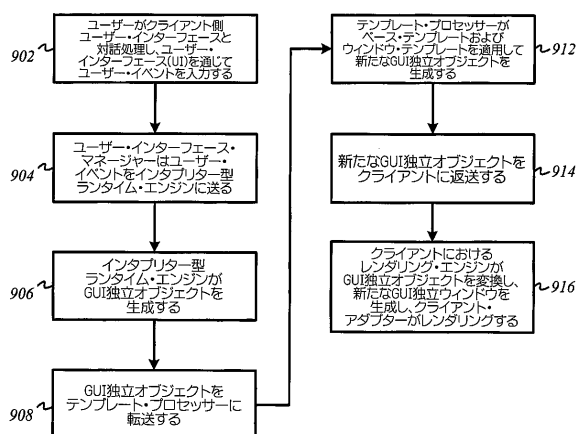 902
ユーザーがクライアント側
ユーザー・インターフェースと
対話処理し、ユーザー・
インターフェース(UI)を通じて
ユーザー・イベントを入力する
904
ユーザー・インターフェース・
マネージャーはユーザー・
イベントをインタプリター型
ランタイム・エンジンに送る
906
インタプリター型
ランタイム・エンジンが
GUI独立オブジェクトを
生成する
908
GUI独立オブジェクトを
テンプレート・プロセッサーに
転送する
テンプレート・プロセッサーが
ベース・テンプレートおよび
ウィンドウ・テンプレートを適用して
新たなGUI独立オブジェクトを
生成する
912
新たなGUI独立オブジェクトを
クライアントに返送する
914
クライアントにおける
レンダリング・エンジンが
GUI独立オブジェクトを変換し、
新たなGUI独立ウィンドウを
生成し、クライアント・
アダプターがレンダリングする
916